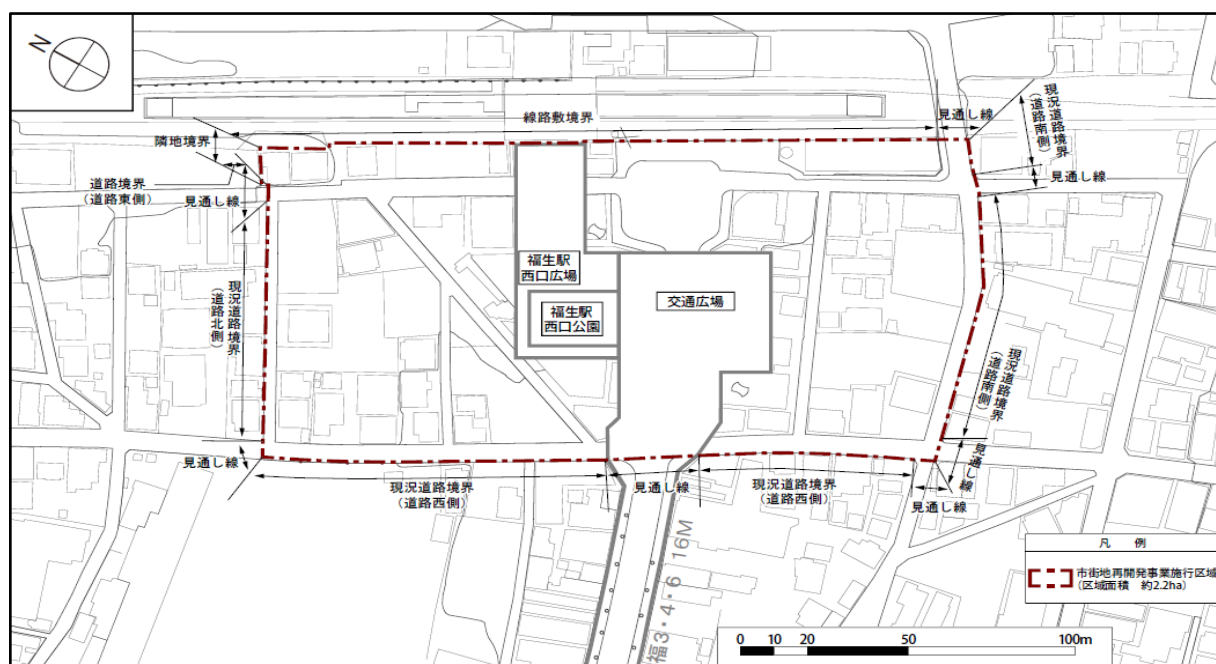 N
線路敷境界
見通し線
現況道路境界
（道路南側）
隣地境界
見通し線
道路境界
（道路東側）
見通し線
福生駅
西口広場
交通広場
福生駅
西口公園
現況道路境界
（道路北側）
現況道路境界
（道路南側）
見通し線
見通し線
現況道路境界
（道路西側）
見通し線
現況道路境界
（道路西側）
見通し線
福3・4・6 16M
凡 例
市街地再開発事業施行区域
（区域面積 約2.2ha）
0 10 20 50 100m